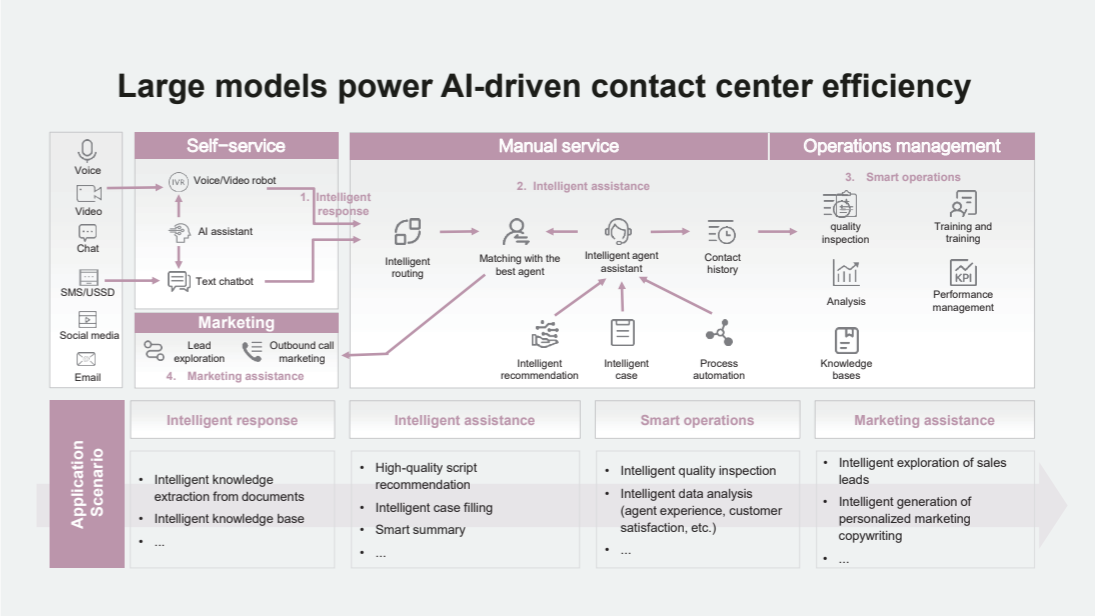 Large models power AI-driven contact center efficiency
Voice
Video
Chat
SMS/USSD
Social media
Email
Self-service
IVR
Voice/Video robot
AI assistant
Text chatbot
1. Intelligent
response
Marketing
Lead
exploration
Outbound call
marketing
4. Marketing assistance
Manual service
2. Intelligent assistance
Intelligent
routing
Matching with the
best agent
Intelligent agent
assistant
Contact
history
Intelligent
recommendation
Intelligent
case
Process
automation
Operations management
3. Smart operations
quality
inspection
Training and
training
Analysis
KPI
Performance
management
Knowledge
bases
Application
Scenario
Intelligent response
• Intelligent knowledge
extraction from documents
• Intelligent knowledge base
• ...
Intelligent assistance
• High-quality script
recommendation
• Intelligent case filling
• Smart summary
• ...
Smart operations
• Intelligent quality inspection
• Intelligent data analysis
(agent experience, customer
satisfaction, etc.)
• ...
Marketing assistance
• Intelligent exploration of sales
leads
• Intelligent generation of
personalized marketing
copywriting
• ...